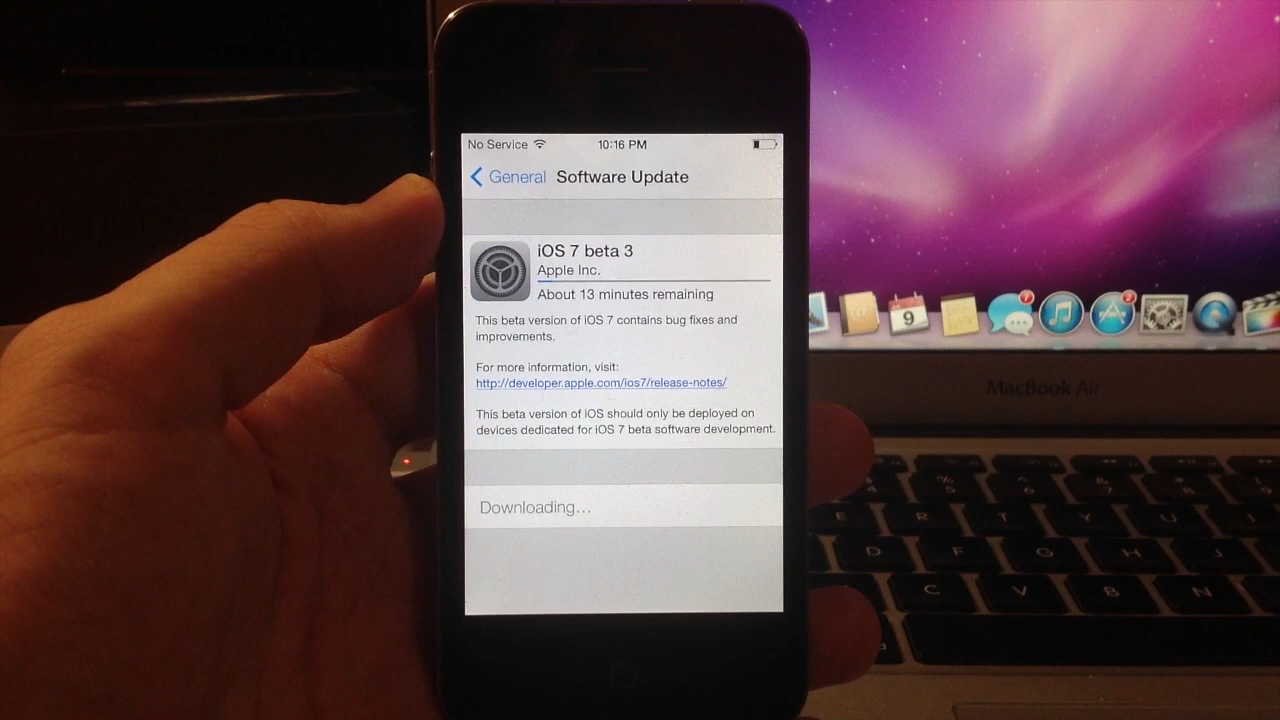 No Service 10:16 PM
General Software Update
iOS 7 beta 3
Apple Inc.
About 13 minutes remaining
This beta version of iOS 7 contains bug fixes and
improvements.
For more information, visit:
http://developer.apple.com/ios7/release-notes/
This beta version of iOS should only be deployed on
devices dedicated for iOS 7 beta software development.
Downloading...
9
MacBook Air
E R T Y U
D F G H J
C V B N